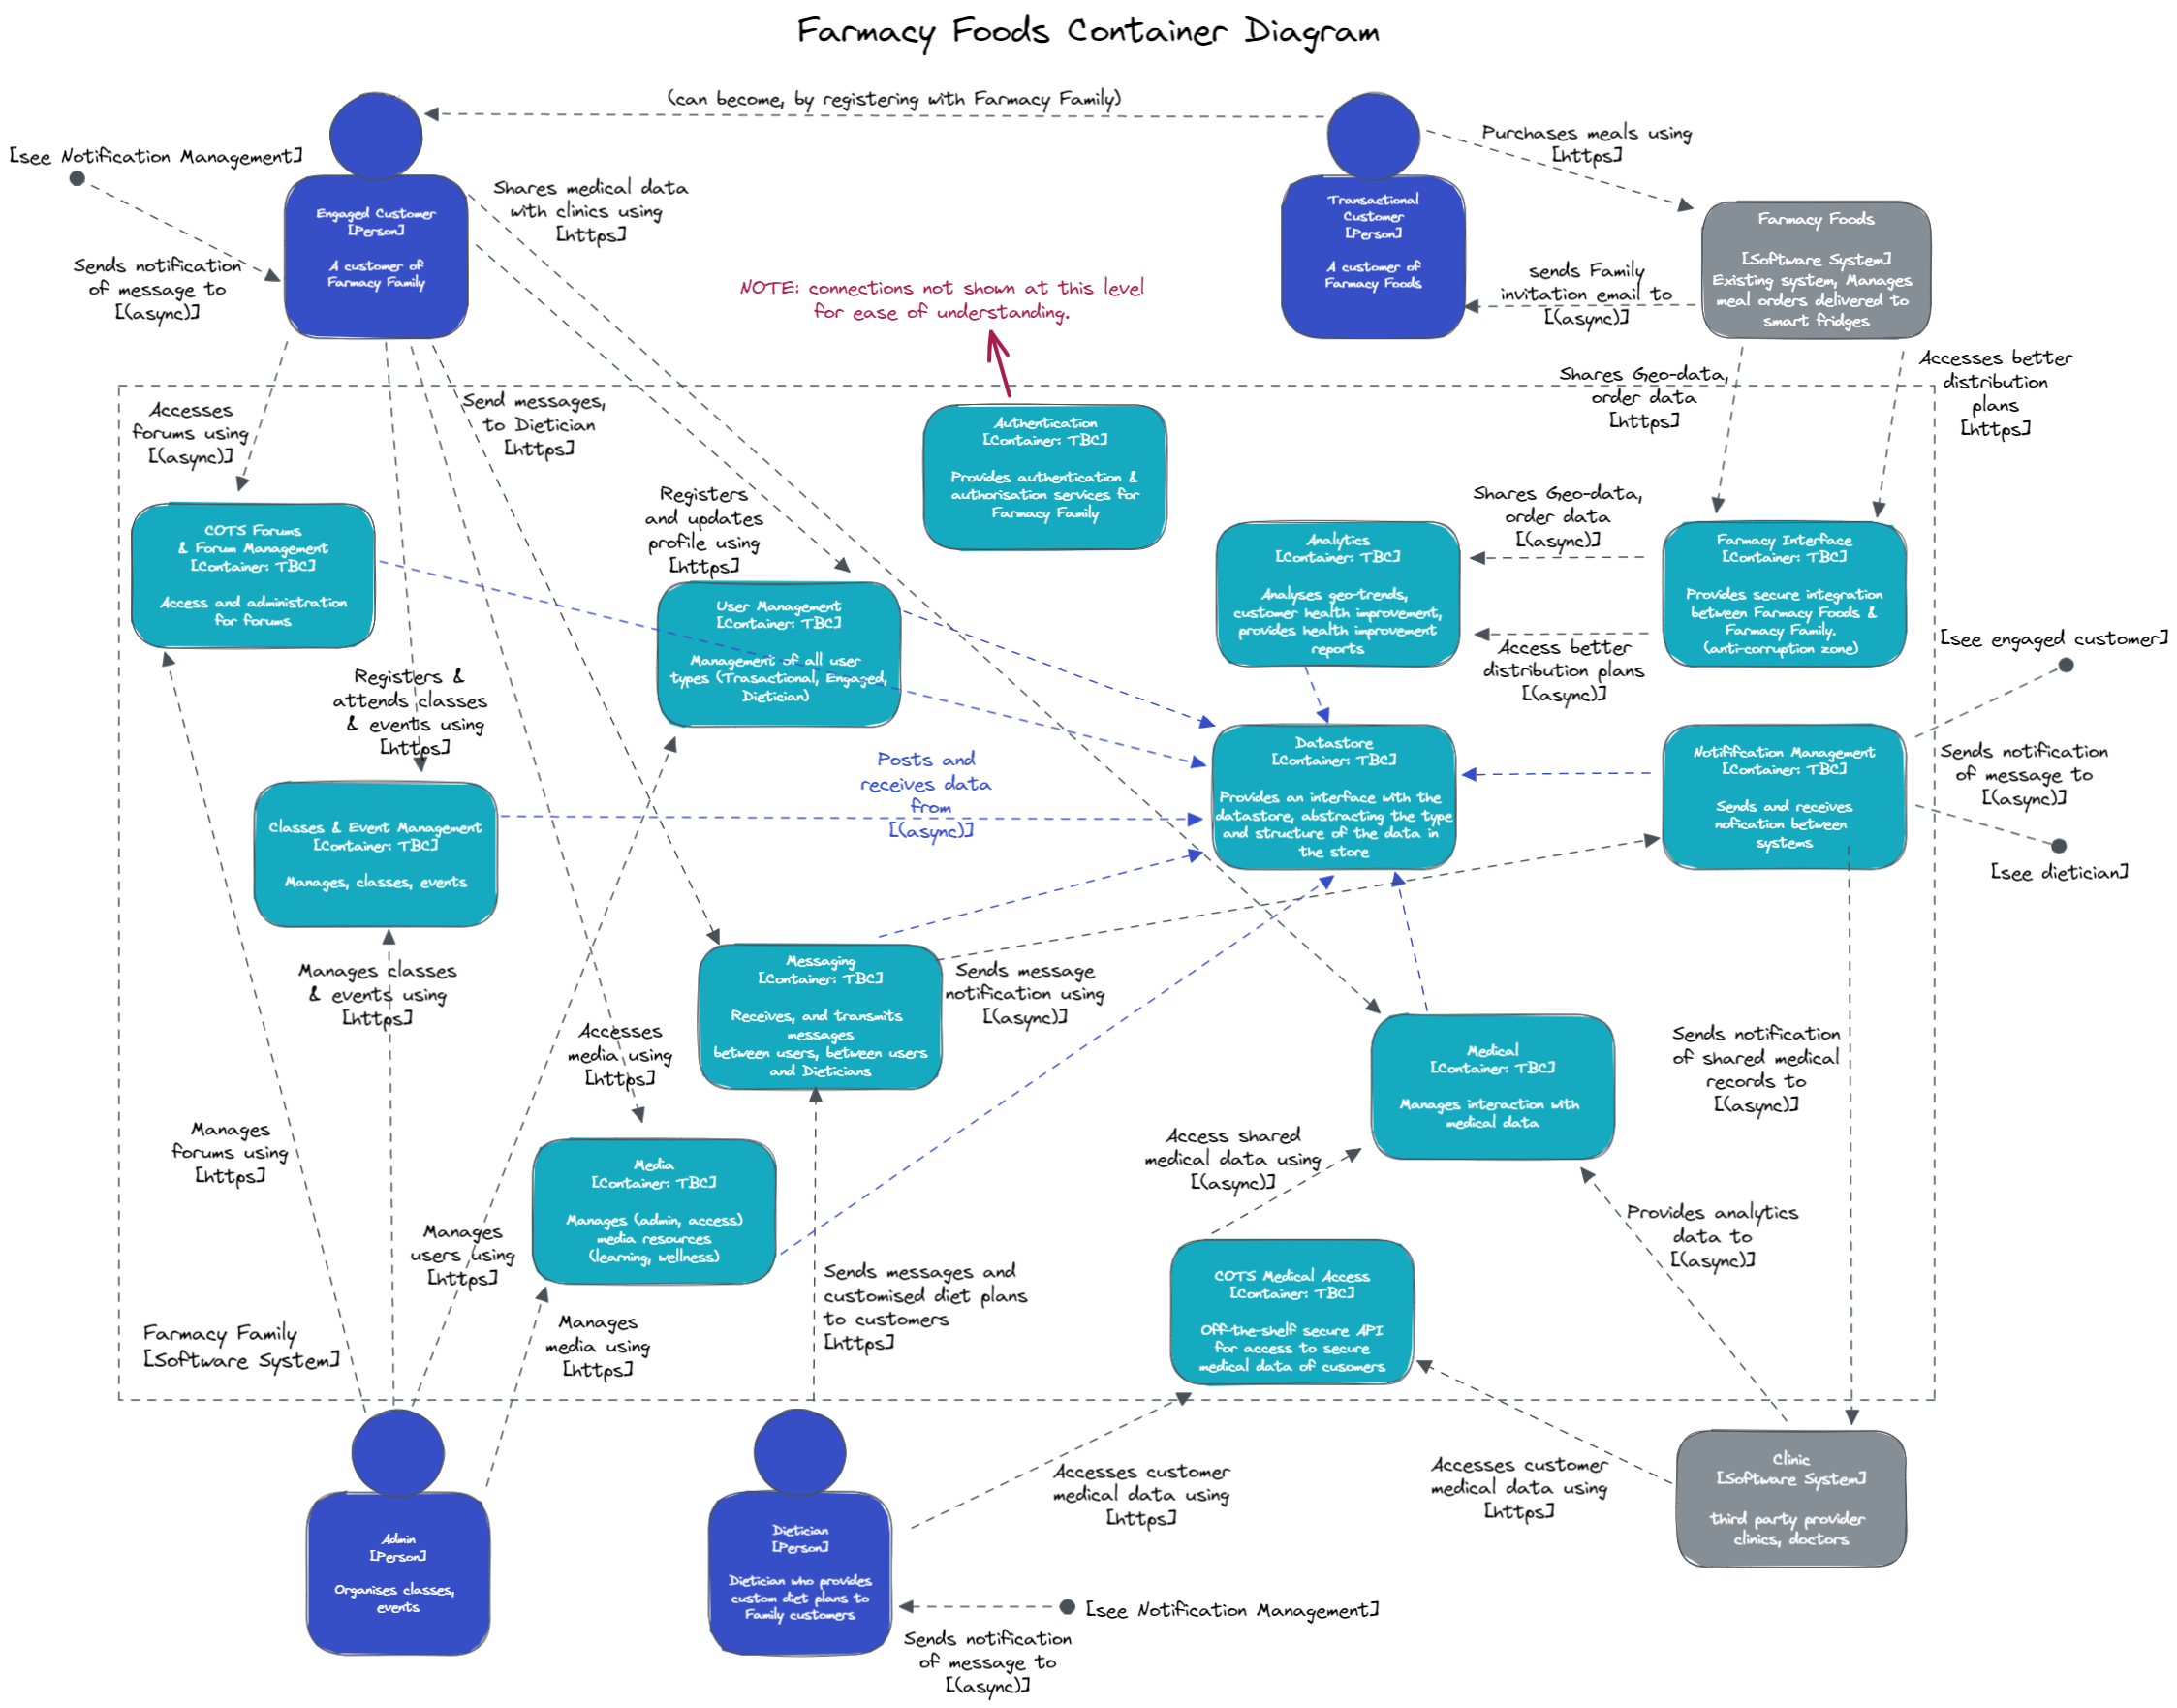 Farmacy Foods Container Diagram
(can become, by registering with Farmacy Family)
Purchases meals using
[https]
[see Notification Management]
Sends notification
of message to
[(async)]
Engaged Customer
[Person]
A customer of
Farmacy Family
Shares medical data
with clinics using
[https]
Transactional
Customer
[Person]
A customer of
Farmacy Foods
sends Family
invitation email to
[(async)]
Farmacy Foods
[Software System]
Existing system, Manages
meal orders delivered to
smart fridges
NOTE: connections not shown at this level
for ease of understanding.
Shares Geo-data,
order data
[https]
Accesses better
distribution
plans
[https]
Accesses
forums using
[(async)]
Send messages,
to Dietician
[https]
Authentication
[Container: TBC]
Provides authentication &
authorisation services for
Farmacy Family
Registers
and updates
profile using
[https]
COTS Forums
& Forum Management
[Container: TBC]
Access and administration
for forums
Analytics
[Container: TBC]
Analyses geo-trends,
customer health improvement,
provides health improvement
reports
Shares Geo-data,
order data
[(async)]
Access better
distribution plans
[(async)]
Farmacy Interface
[Container: TBC]
Provides secure integration
between Farmacy Foods &
Farmacy Family.
(anti-corruption zone)
User Management
[Container: TBC]
Management of all user
types (Trasactional, Engaged,
Dietician)
[see engaged customer]
Registers &
attends classes
& events using
[https]
Posts and
receives data
from
[(async)]
Datastore
[Container: TBC]
Provides an interface with the
datastore, abstracting the type
and structure of the data in
the store
Notifification Management
[Container: TBC]
Sends and receives
nofication between
systems
Sends notification
of message to
[(async)]
[see dietician]
Classes & Event Management
[Container: TBC]
Manages, classes, events
Manages classes
& events using
[https]
Messaging
[Container: TBC]
Receives, and transmits
messages
between users, between users
and Dieticians
Sends message
notification using
[(async)]
Accesses
media using
[https]
Medical
[Container: TBC]
Manages interaction with
medical data
Sends notification
of shared medical
records to
[(async)]
Manages
forums using
[https]
Media
[Container: TBC]
Manages (admin, access)
media resources
(learning, wellness)
Access shared
medical data using
[(async)]
Provides analytics
data to
[(async)]
Manages
users using
[https]
Sends messages and
customised diet plans
to customers
[https]
COTS Medical Access
[Container: TBC]
Off-the-shelf secure API
for access to secure
medical data of cusomers
Farmacy Family
[Software System]
Manages
media using
[https]
Admin
[Person]
Organises classes,
events
Dietician
[Person]
Dietician who provides
custom diet plans to
Family customers
Accesses customer
medical data using
[https]
Accesses customer
medical data using
[https]
Clinic
[Software System]
third party provider
clinics, doctors
[see Notification Management]
Sends notification
of message to
[(async)]